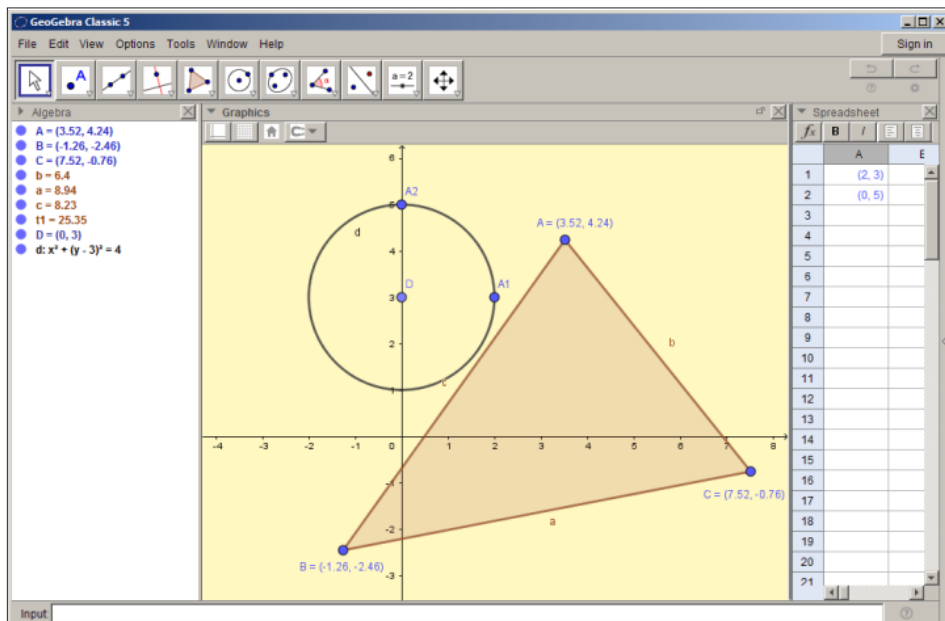 GeoGebra Classic 5
File Edit View Options Tools Window Help
Sign in
A
a=2
Algebra
A = (3.52, 4.24)
B = (-1.26, -2.46)
C = (7.52, -0.76)
b = 6.4
a = 8.94
c = 8.23
t1 = 25.35
D = (0, 3)
d: x² + (y - 3)² = 4
Graphics
6
5
4
3
2
1
0
-1
-2
-3
-4 -3 -2 -1 0 1 2 3 4 5 6 7 8
A2
d
D
A1
A = (3.52, 4.24)
b
c
C = (7.52, -0.76)
a
B = (-1.26, -2.46)
Spreadsheet
fx B I
A E
1 (2, 3)
2 (0, 5)
3
4
5
6
7
8
9
10
11
12
13
14
15
16
17
18
19
20
21
Input: